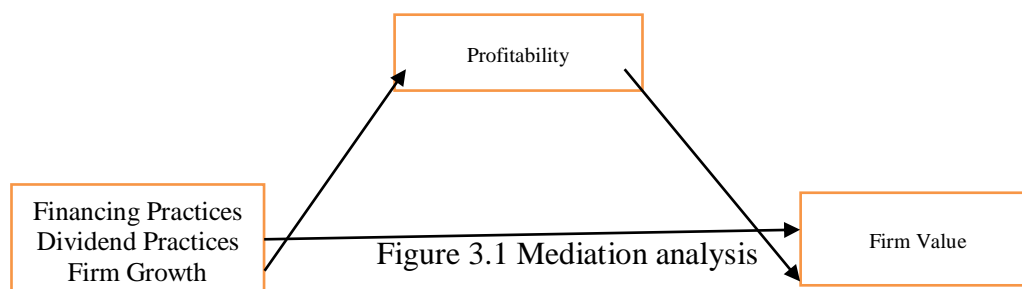 Profitability
Financing Practices
Dividend Practices
Firm Growth
Figure 3.1 Mediation analysis
Firm Value